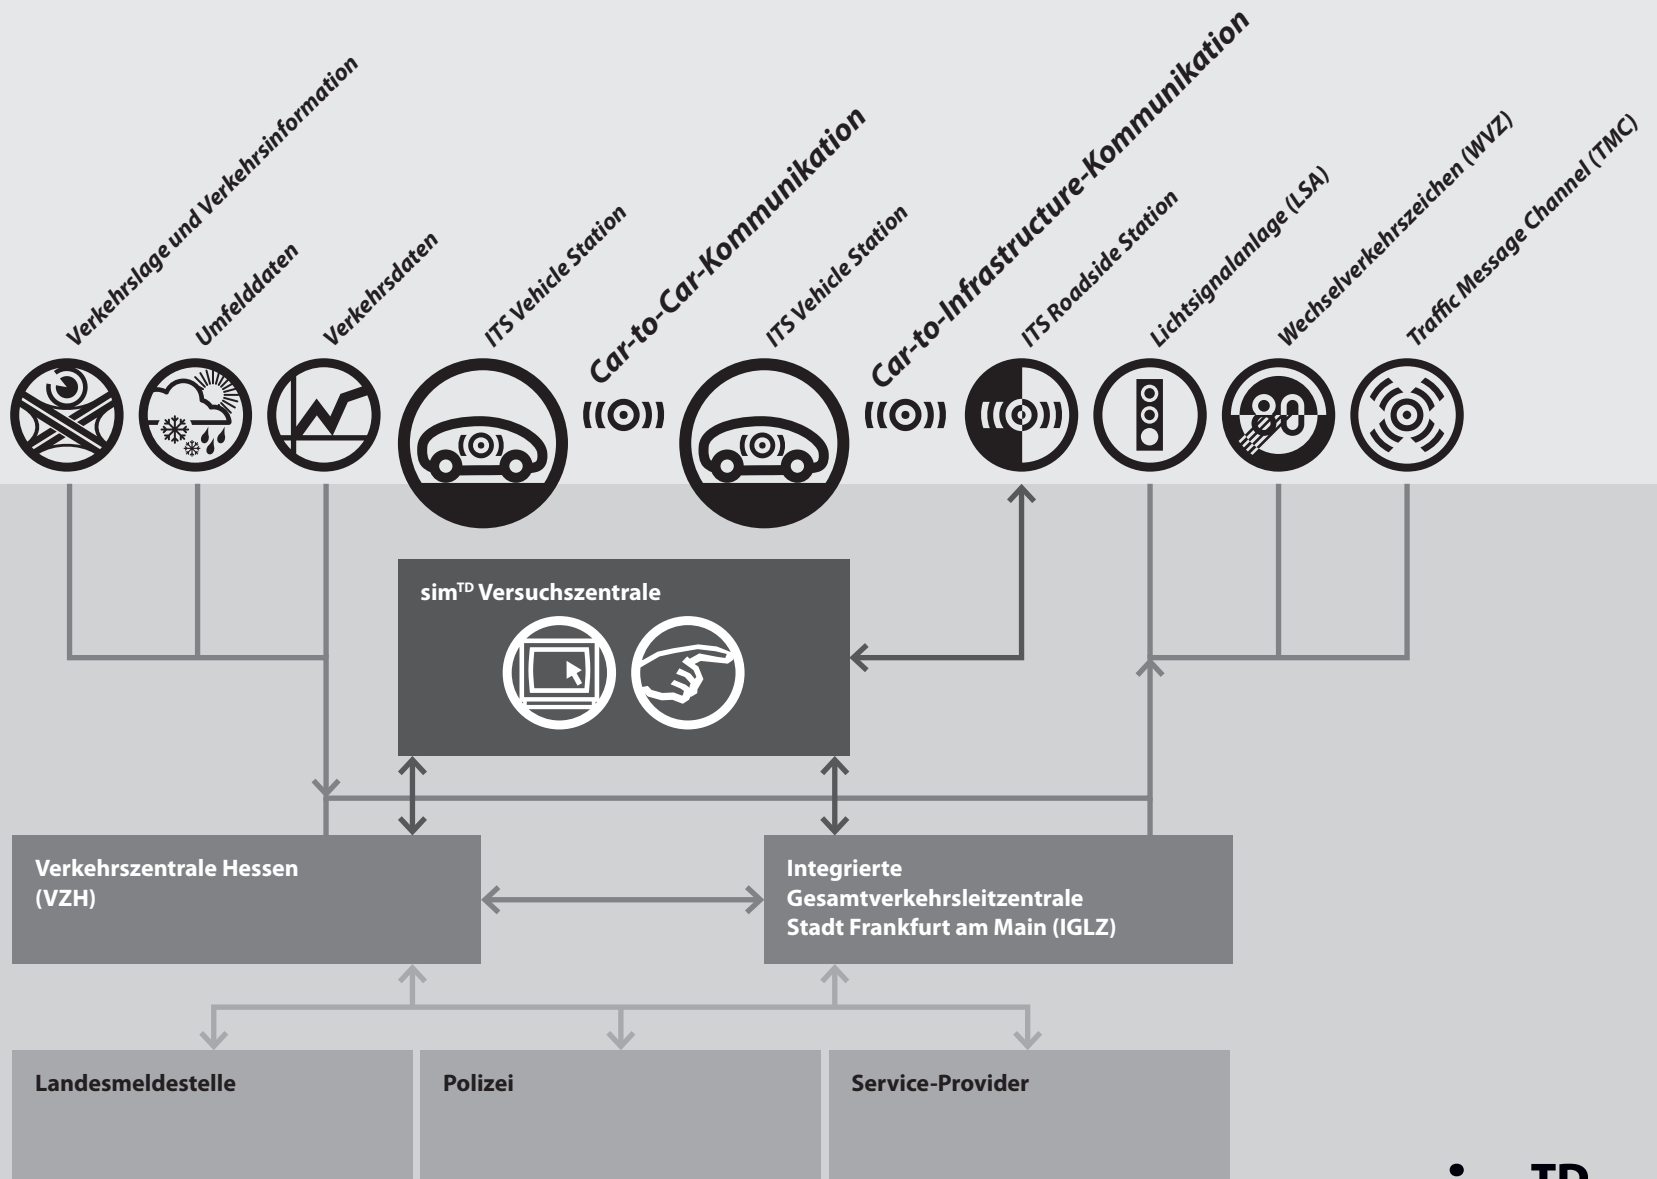 Verkehrslage und Verkehrsinformation
Umfelddaten
Verkehrsdaten
ITS Vehicle Station
Car-to-Car-Kommunikation
ITS Vehicle Station
Car-to-Infrastructure-Kommunikation
ITS Roadside Station
Lichtsignalanlage (LSA)
Wechselverkehrszeichen (WVZ)
Traffic Message Channel (TMC)
80
simTD Versuchszentrale
Verkehrszentrale Hessen
(VZH)
Integrierte
Gesamtverkehrsleitzentrale
Stadt Frankfurt am Main (IGLZ)
Landesmeldestelle
Polizei
Service-Provider